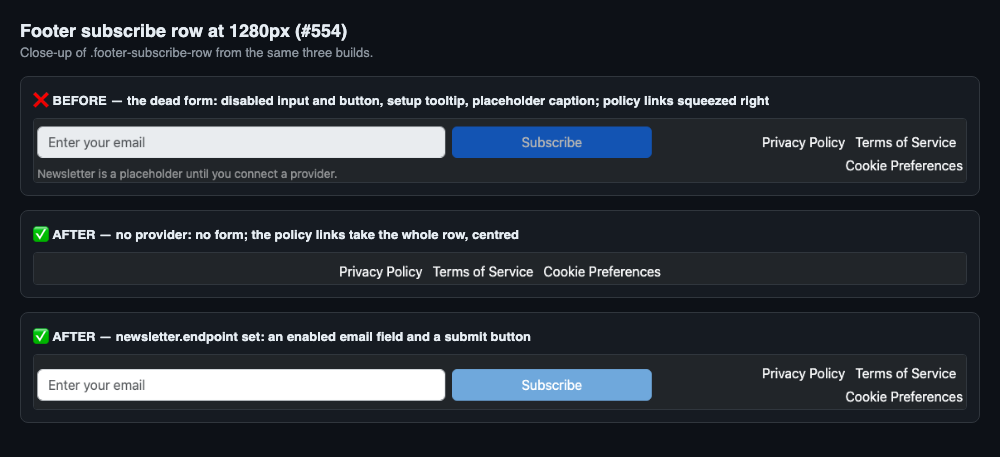 Footer subscribe row at 1280px (#554)
Close-up of .footer-subscribe-row from the same three builds.
❌ BEFORE — the dead form: disabled input and button, setup tooltip, placeholder caption; policy links squeezed right
Enter your email
Subscribe
Privacy Policy Terms of Service
Cookie Preferences
Newsletter is a placeholder until you connect a provider.
✅ AFTER — no provider: no form; the policy links take the whole row, centred
Privacy Policy Terms of Service Cookie Preferences
✅ AFTER — newsletter.endpoint set: an enabled email field and a submit button
Enter your email
Subscribe
Privacy Policy Terms of Service
Cookie Preferences